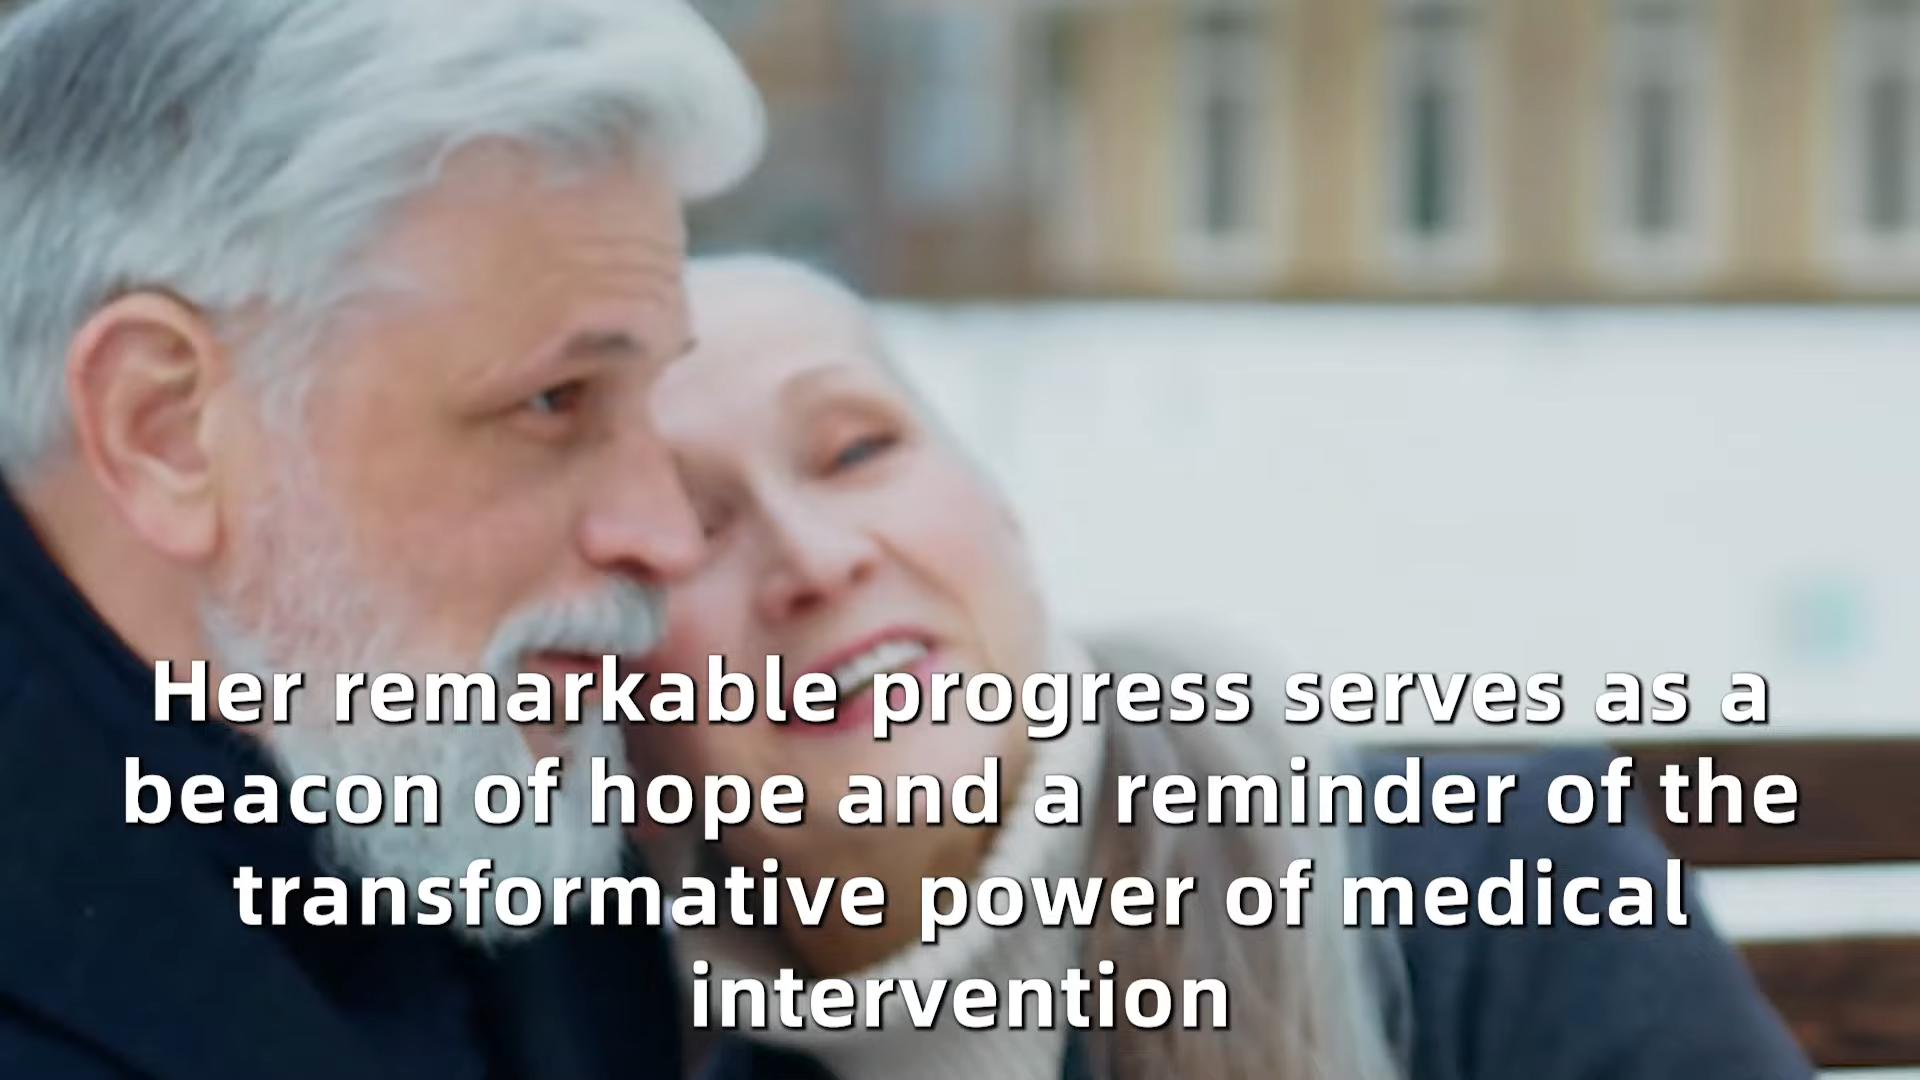 Her remarkable progress serves as a
beacon of hope and a reminder of the
transformative power of medical
intervention